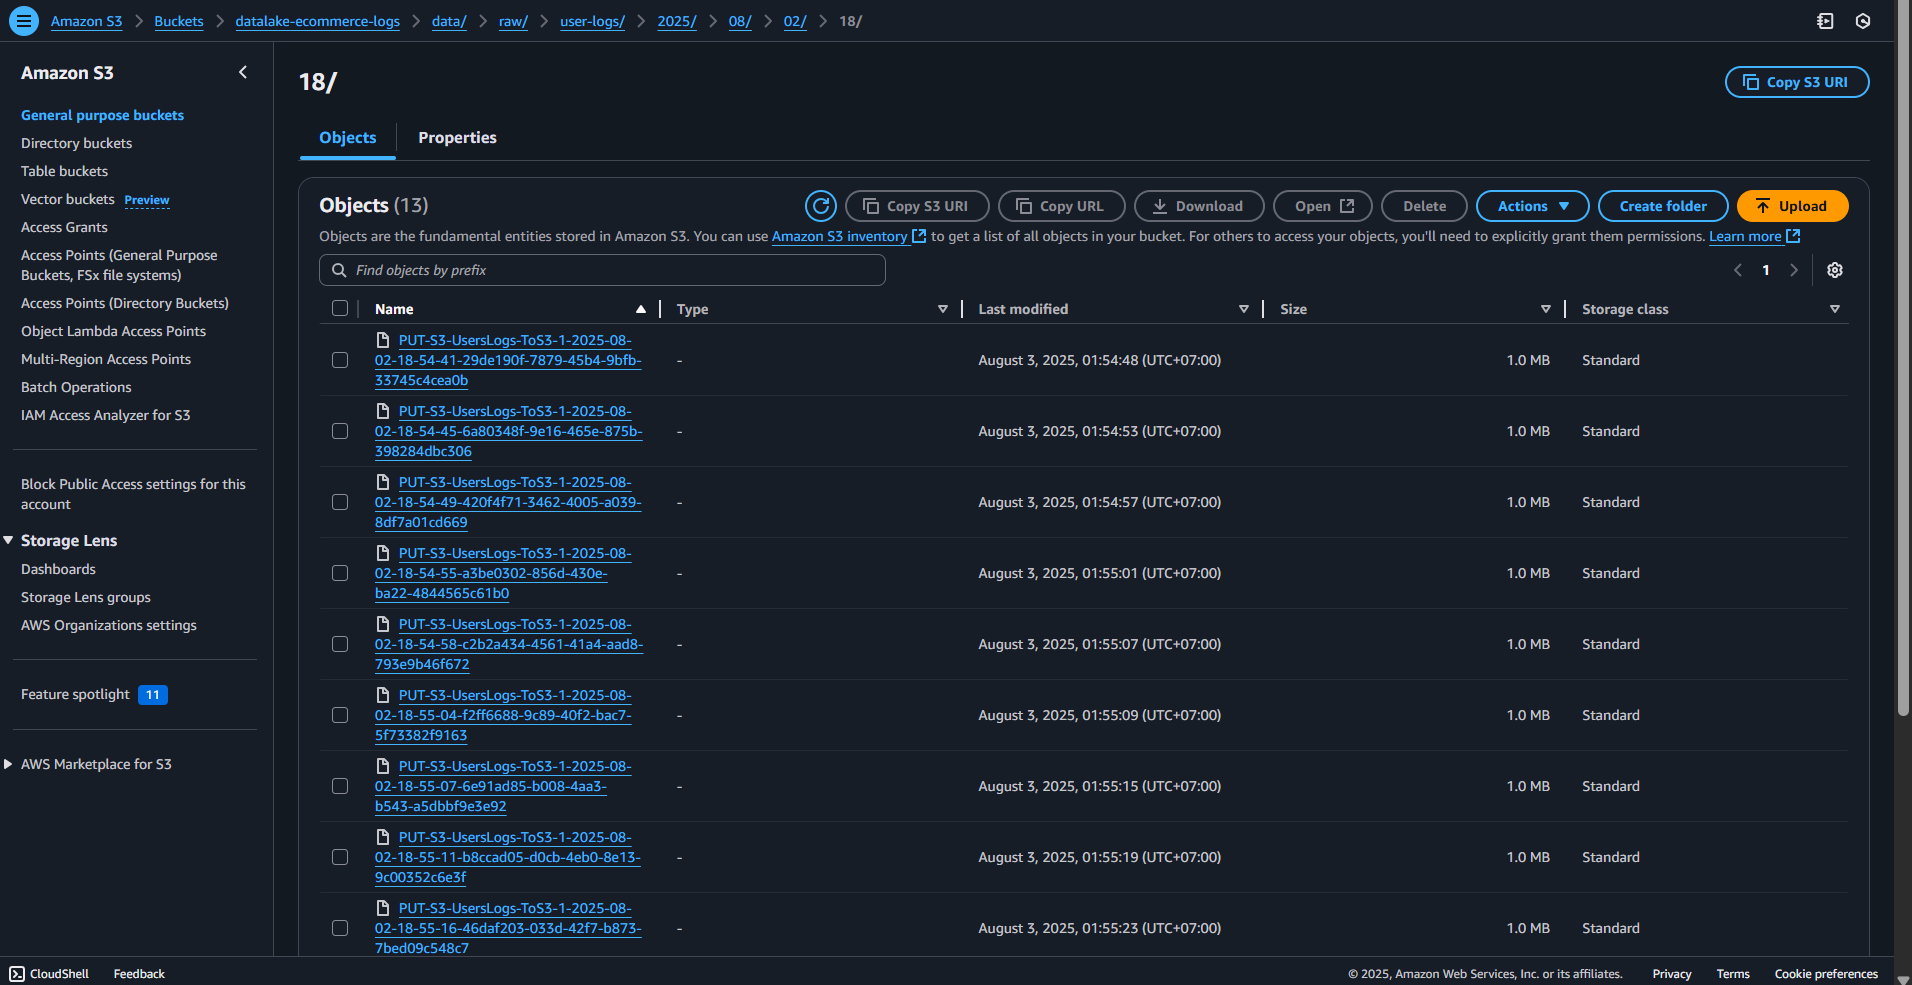 Amazon S3 > Buckets > datalake-ecommerce-logs > data/ > raw/ > user-logs/ > 2025/ > 08/ > 02/ > 18/
Amazon S3
General purpose buckets
Directory buckets
Table buckets
Vector buckets Preview
Access Grants
Access Points (General Purpose
Buckets, FSx file systems)
Access Points (Directory Buckets)
Object Lambda Access Points
Multi-Region Access Points
Batch Operations
IAM Access Analyzer for S3
Block Public Access settings for this
account
Storage Lens
Dashboards
Storage Lens groups
AWS Organizations settings
Feature spotlight 11
AWS Marketplace for S3
18/
Copy S3 URI
Objects Properties
Objects (13)
Copy S3 URI Copy URL Download Open Delete Actions Create folder Upload
Objects are the fundamental entities stored in Amazon S3. You can use Amazon S3 inventory to get a list of all objects in your bucket. For others to access your objects, you'll need to explicitly grant them permissions. Learn more
Find objects by prefix
1
Name Type Last modified Size Storage class
PUT-S3-UsersLogs-ToS3-1-2025-08-
02-18-54-41-29de190f-7879-45b4-9bfb-
33745c4cea0b
- August 3, 2025, 01:54:48 (UTC+07:00) 1.0 MB Standard
PUT-S3-UsersLogs-ToS3-1-2025-08-
02-18-54-45-6a80348f-9e16-465e-875b-
398284dbc306
- August 3, 2025, 01:54:53 (UTC+07:00) 1.0 MB Standard
PUT-S3-UsersLogs-ToS3-1-2025-08-
02-18-54-49-420f4f71-3462-4005-a039-
8df7a01cd669
- August 3, 2025, 01:54:57 (UTC+07:00) 1.0 MB Standard
PUT-S3-UsersLogs-ToS3-1-2025-08-
02-18-54-55-a3be0302-856d-430e-
ba22-4844565c61b0
- August 3, 2025, 01:55:01 (UTC+07:00) 1.0 MB Standard
PUT-S3-UsersLogs-ToS3-1-2025-08-
02-18-54-58-c2b2a434-4561-41a4-aad8-
793e9b46f672
- August 3, 2025, 01:55:07 (UTC+07:00) 1.0 MB Standard
PUT-S3-UsersLogs-ToS3-1-2025-08-
02-18-55-04-f2ff6688-9c89-40f2-bac7-
5f73382f9163
- August 3, 2025, 01:55:09 (UTC+07:00) 1.0 MB Standard
PUT-S3-UsersLogs-ToS3-1-2025-08-
02-18-55-07-6e91ad85-b008-4aa3-
b543-a5dbbf9e3e92
- August 3, 2025, 01:55:15 (UTC+07:00) 1.0 MB Standard
PUT-S3-UsersLogs-ToS3-1-2025-08-
02-18-55-11-b8ccad05-d0cb-4eb0-8e13-
9c00352c6e3f
- August 3, 2025, 01:55:19 (UTC+07:00) 1.0 MB Standard
PUT-S3-UsersLogs-ToS3-1-2025-08-
02-18-55-16-46daf203-033d-42f7-b873-
7bed09c548c7
- August 3, 2025, 01:55:23 (UTC+07:00) 1.0 MB Standard
CloudShell Feedback © 2025, Amazon Web Services, Inc. or its affiliates. Privacy Terms Cookie preferences